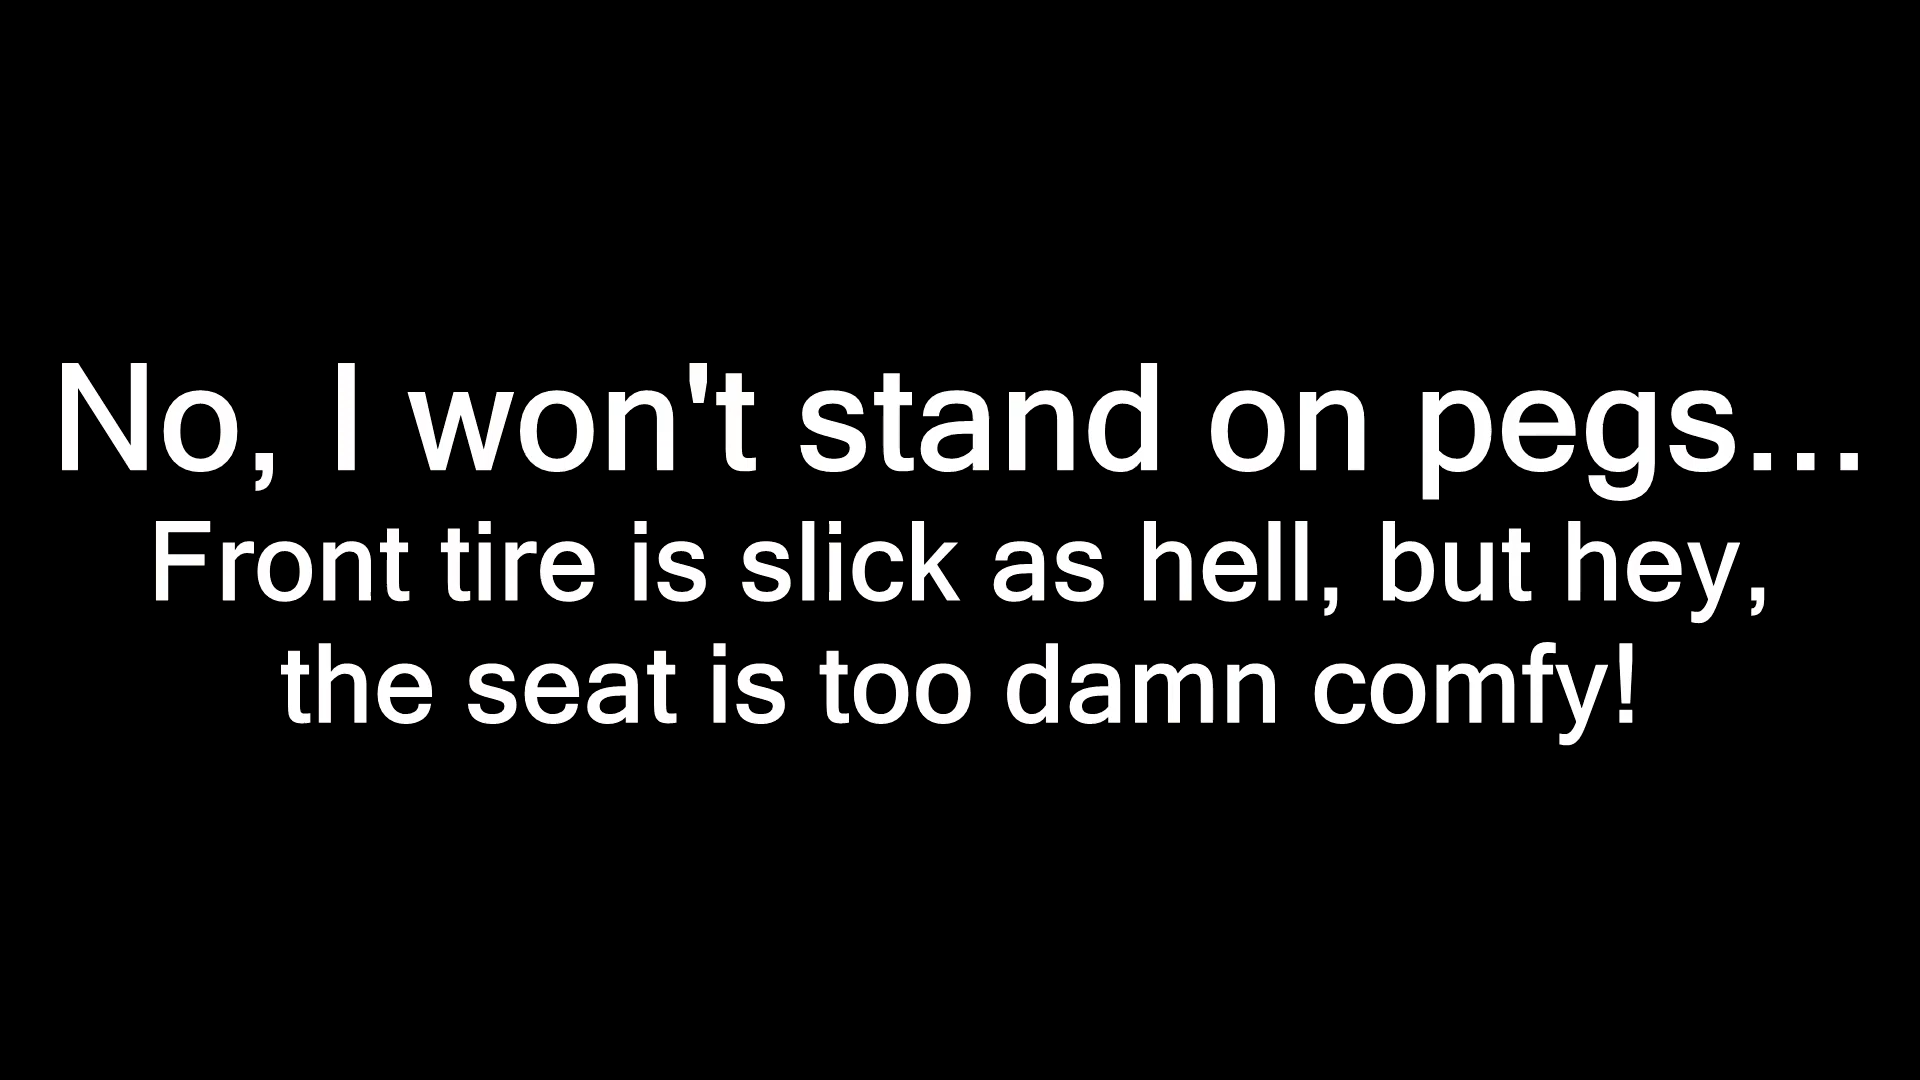 No, I won't stand on pegs...
Front tire is slick as hell, but hey,
the seat is too damn comfy!